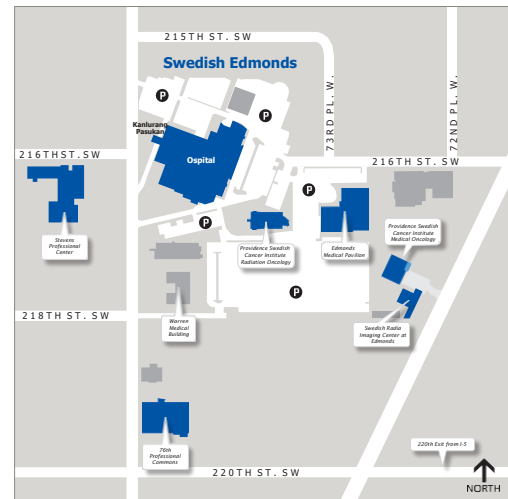 215TH ST. SW
Swedish Edmonds
73RD PL. W.
72ND PL. W.
P
P
Kanlurang
Pasukan
Ospital
216TH ST. SW
216TH ST. SW
P
P
Stevens
Professional
Center
Providence Swedish
Cancer Institute
Radiation Oncology
Edmonds
Medical Pavilion
Providence Swedish
Cancer Institute
Medical Oncology
P
218TH ST. SW
Warren
Medical
Building
Swedish Radia
Imaging Center at
Edmonds
76th
Professional
Commons
220th Exit from I-5
220TH ST. SW
NORTH